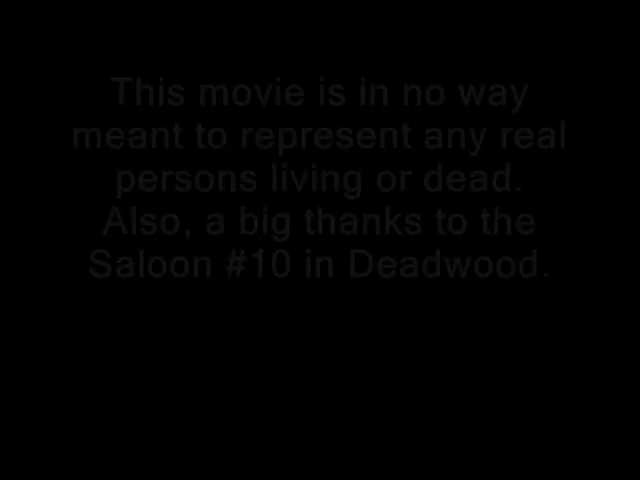 This movie is in no way
meant to represent any real
persons living or dead.
Also, a big thanks to the
Saloon #10 in Deadwood.